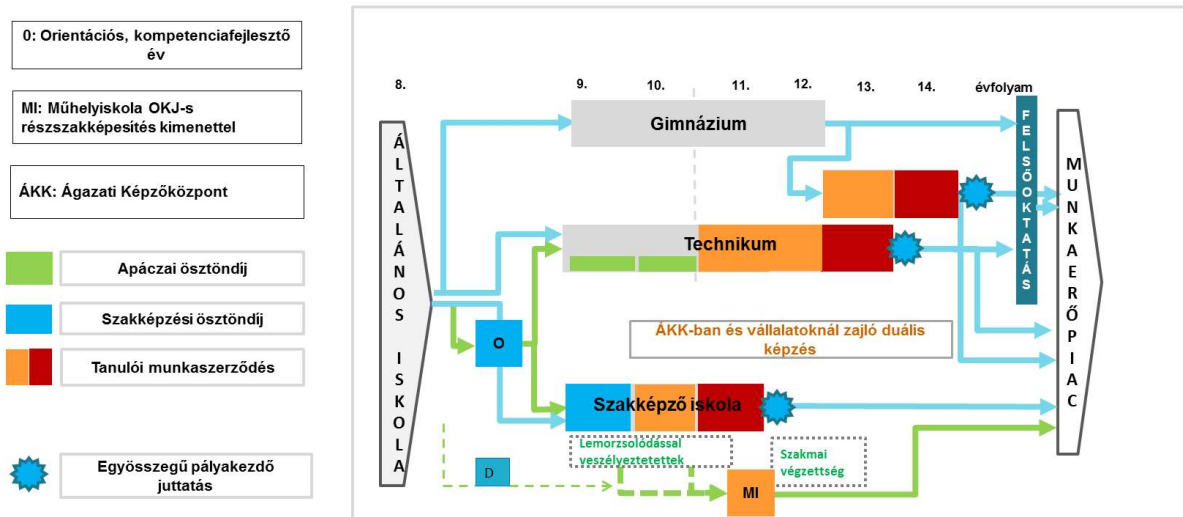 0: Orientációs, kompetenciafejlesztő
év
MI: Műhelyiskola OKJ-s
részszakképesítés kimenettel
ÁKK: Ágazati Képzőközpont
Apáczai ösztöndíj
Szakképzési ösztöndíj
Tanulói munkaszerződés
Egyösszegű pályakezdő
juttatás
8.
9.
10.
11.
12.
13.
14.
évfolyam
ÁLTALÁNOS ISKOLA
Gimnázium
Technikum
O
ÁKK-ban és vállalatoknál zajló duális
képzés
Szakképző iskola
Lemorzsolódással
veszélyeztetettek
Szakmai
végzettség
D
MI
FELSŐOKTATÁS
MUNKAERŐPIAC